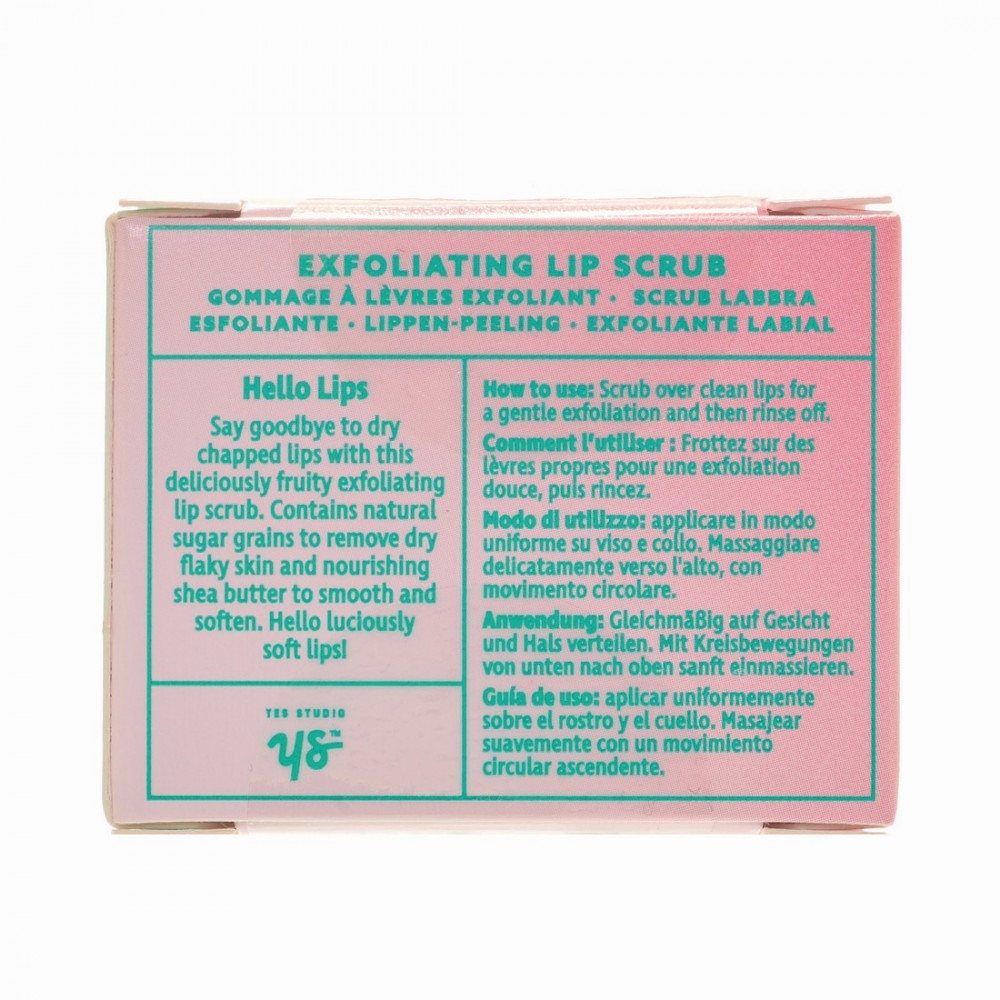 EXFOLIATING LIP SCRUB
GOMMAGE À LÈVRES EXFOLIANT · SCRUB LABBRA
ESFOLIANTE · LIPPEN-PEELING · EXFOLIANTE LABIAL
Hello Lips
Say goodbye to dry
chapped lips with this
deliciously fruity exfoliating
lip scrub. Contains natural
sugar grains to remove dry
flaky skin and nourishing
shea butter to smooth and
soften. Hello luciously
soft lips!
YES STUDIO
ys™
How to use: Scrub over clean lips for
a gentle exfoliation and then rinse off.
Comment l'utiliser : Frottez sur des
lèvres propres pour une exfoliation
douce, puis rincez.
Modo di utilizzo: applicare in modo
uniforme su viso e collo. Massaggiare
delicatamente verso l'alto, con
movimento circolare.
Anwendung: Gleichmäßig auf Gesicht
und Hals verteilen. Mit Kreisbewegungen
von unten nach oben sanft einmassieren.
Guía de uso: aplicar uniformemente
sobre el rostro y el cuello. Masajear
suavemente con un movimiento
circular ascendente.